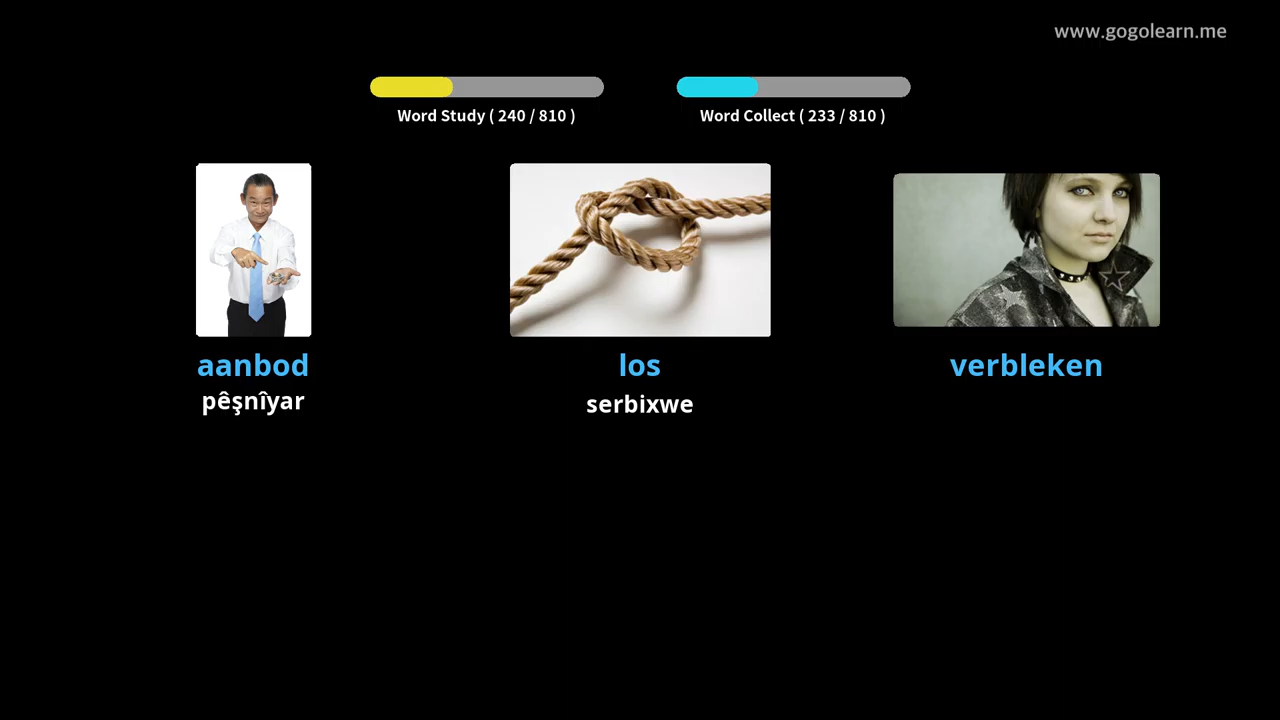 www.gogolearn.me
Word Study ( 240 / 810 )
Word Collect ( 233 / 810 )
aanbod
pêşnîyar
los
serbixwe
verbleken